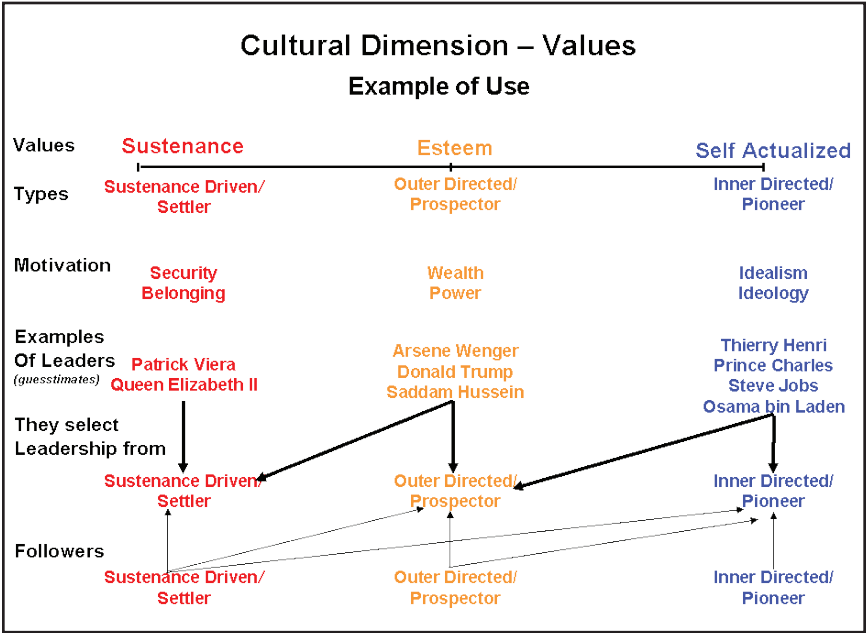 Cultural Dimension – Values
Example of Use
Values
Sustenance
Esteem
Self Actualized
Types
Sustenance Driven/
Settler
Outer Directed/
Prospector
Inner Directed/
Pioneer
Motivation
Security
Belonging
Wealth
Power
Idealism
Ideology
Examples
Of Leaders
(guesstimates)
Patrick Viera
Queen Elizabeth II
Arsene Wenger
Donald Trump
Saddam Hussein
Thierry Henri
Prince Charles
Steve Jobs
Osama bin Laden
They select
Leadership from
Sustenance Driven/
Settler
Outer Directed/
Prospector
Inner Directed/
Pioneer
Followers
Sustenance Driven/
Settler
Outer Directed/
Prospector
Inner Directed/
Pioneer